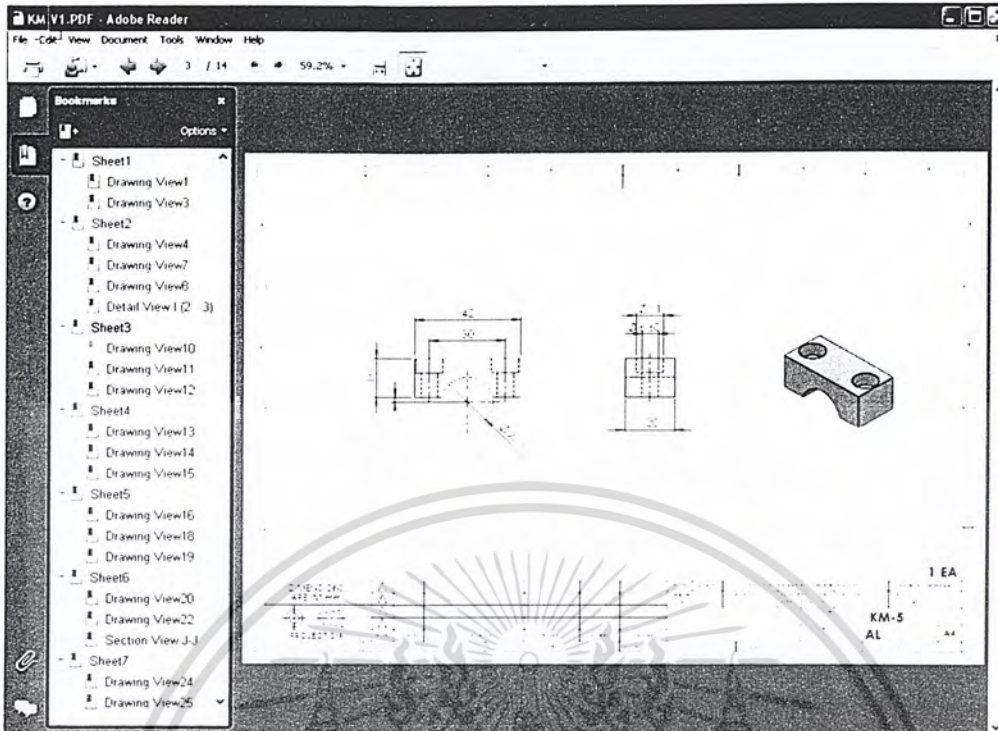 KM V1.PDF - Adobe Reader
File Edit View Document Tools Window Help
3 / 14 59.2%
Bookmarks
Options
Sheet1
Drawing View1
Drawing View3
Sheet2
Drawing View4
Drawing View7
Drawing View8
Detail View I (2 3)
Sheet3
Drawing View10
Drawing View11
Drawing View12
Sheet4
Drawing View13
Drawing View14
Drawing View15
Sheet5
Drawing View16
Drawing View18
Drawing View19
Sheet6
Drawing View20
Drawing View22
Section View J-J
Sheet7
Drawing View24
Drawing View25
42
30
20
1 EA
KM-5
AL
A4